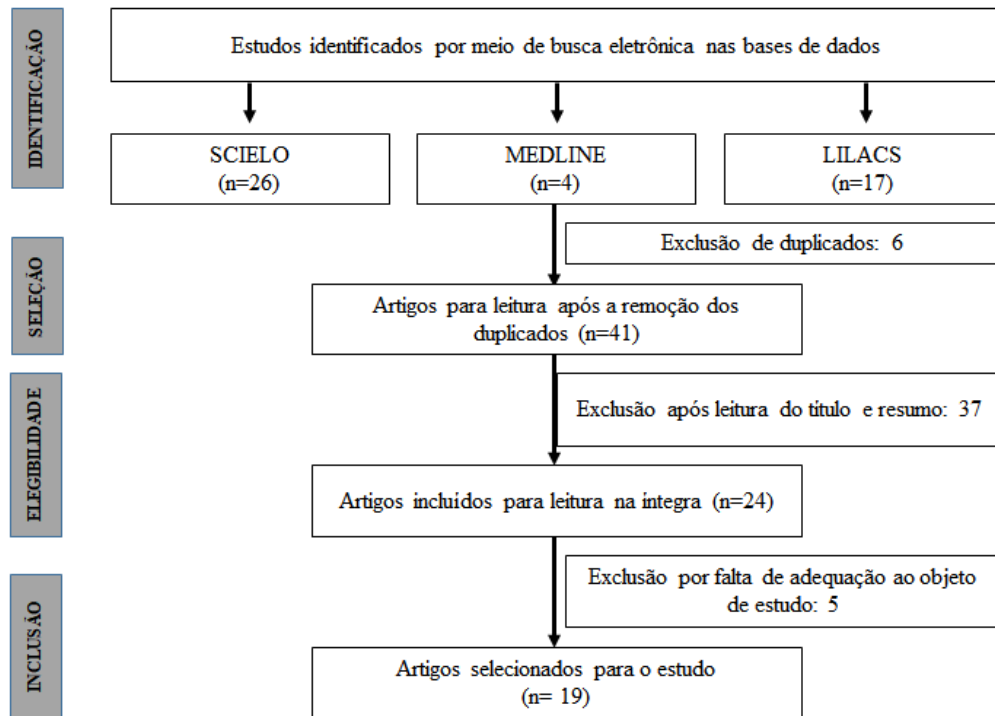 IDENTIFICAÇÃO
Estudos identificados por meio de busca eletrônica nas bases de dados
SCIELO
(n=26)
MEDLINE
(n=4)
LILACS
(n=17)
SELEÇÃO
Exclusão de duplicados: 6
Artigos para leitura após a remoção dos
duplicados (n=41)
ELEGIBILIDADE
Exclusão após leitura do título e resumo: 37
Artigos incluídos para leitura na integra (n=24)
INCLUSÃO
Exclusão por falta de adequação ao objeto
de estudo: 5
Artigos selecionados para o estudo
(n= 19)